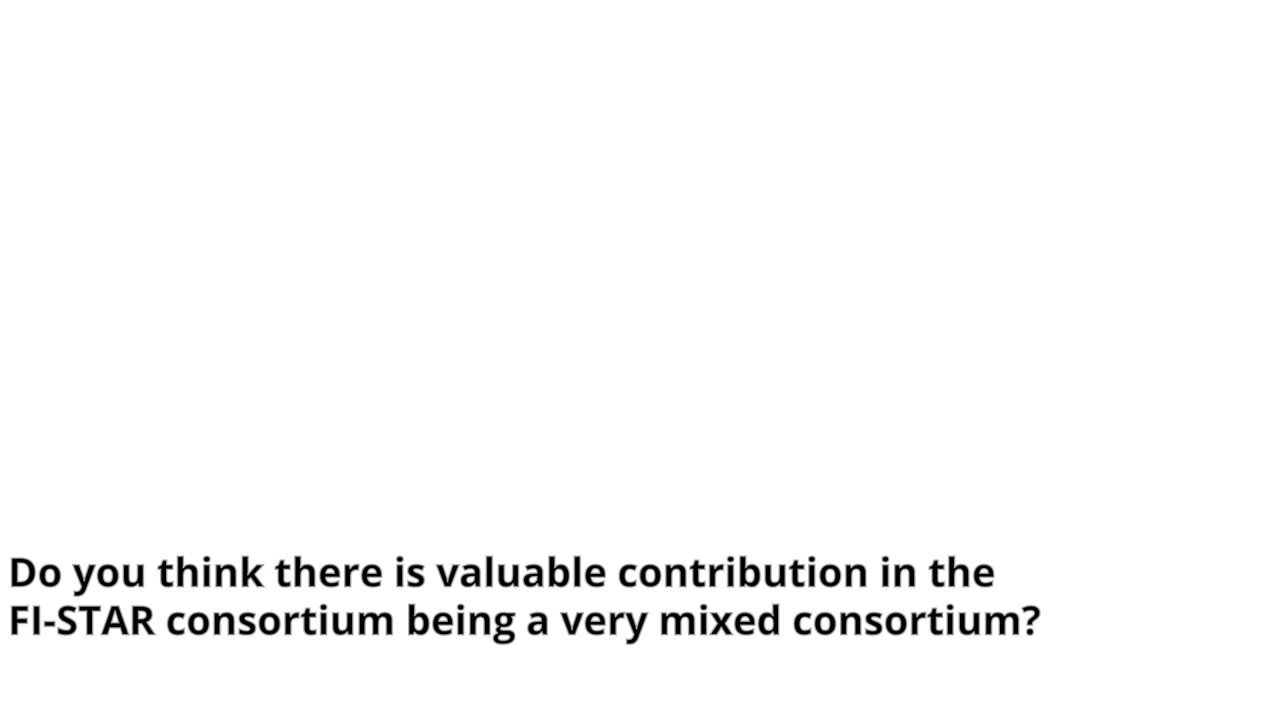 Do you think there is valuable contribution in the
FI-STAR consortium being a very mixed consortium?